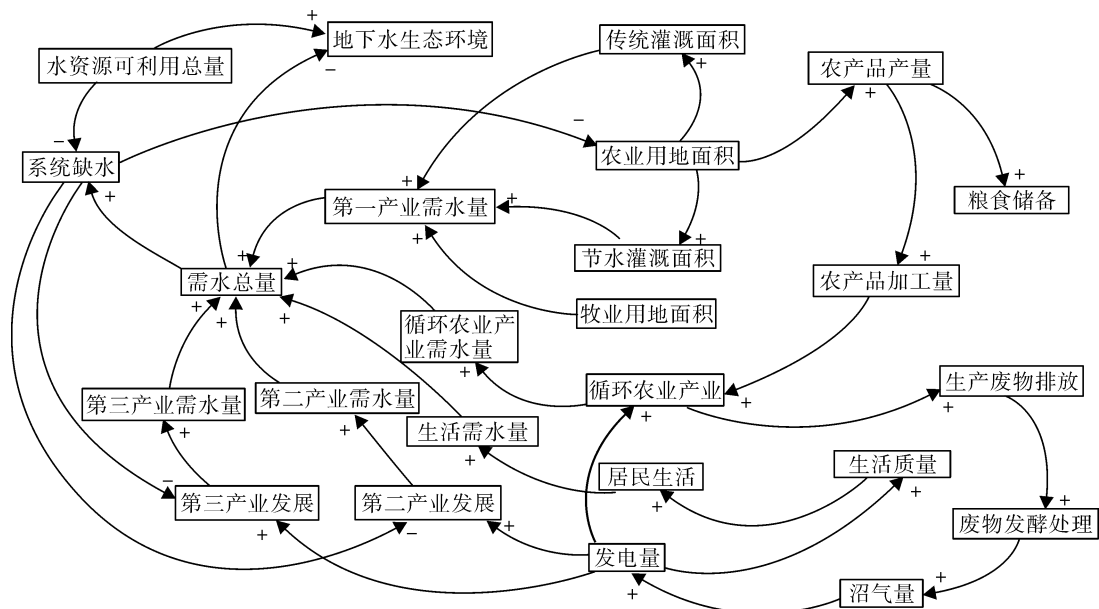 地下水生态环境
传统灌溉面积
水资源可利用总量
农产品产量
系统缺水
农业用地面积
粮食储备
第一产业需水量
节水灌溉面积
需水总量
农产品加工量
牧业用地面积
循环农业产
业需水量
循环农业产业
生产废物排放
第三产业需水量
第二产业需水量
生活需水量
居民生活
生活质量
第三产业发展
第二产业发展
废物发酵处理
发电量
沼气量